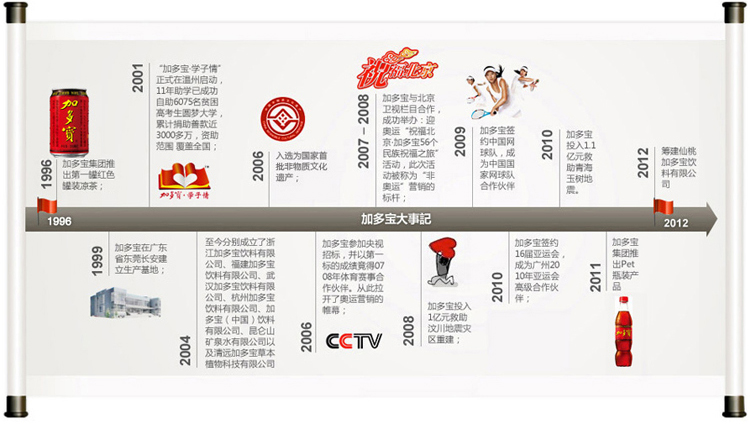 加多宝
1996
加多宝集团推
出第一罐红色
罐装凉茶；
2001
“加多宝·学子情”
正式在温州启动，
11年助学已成功
自助6075名贫困
高考生圆梦大学，
累计捐助善款近
3000多万，资助
范围 覆盖全国；
加多宝·学子情
2006
入选为国家首
批非物质文化
遗产；
2007－2008
加多宝与北京
卫视栏目合作，
成功举办：迎
奥运“祝福北
京·加多宝56个
民族祝福之旅”
活动，此次活
动被称为“非
奥运”营销的
标杆；
2009
加多宝签
约中国网
球队，成
为中国国
家网球队
合作伙伴
2010
加多宝
投入1.1
亿元救
助青海
玉树地
震。
2012
筹建仙桃
加多宝饮
料有限公
司
1996
加多宝大事記
2012
1999
加多宝在广东
省东莞长安建
立生产基地；
2004
至今分别成立了浙
江加多宝饮料有限
公司、福建加多宝
饮料有限公司、武
汉加多宝饮料有限
公司、杭州加多宝
饮料有限公司、加
多宝（中国）饮料
有限公司、昆仑山
矿泉水有限公司以
及清远加多宝草本
植物科技有限公司
2006
加多宝参加央视
招标，并以第一
标的成绩竟得07
08年体育赛事合
作伙伴。从此拉
开了奥运营销的
帷幕；
CCTV
2008
加多宝投入
1亿元救助
汶川地震灾
区重建；
2010
加多宝签约
16届亚运会，
成为广州20
10年亚运会
高级合作伙
伴；
2011
加多宝
集团推
出Pet
瓶装产
品